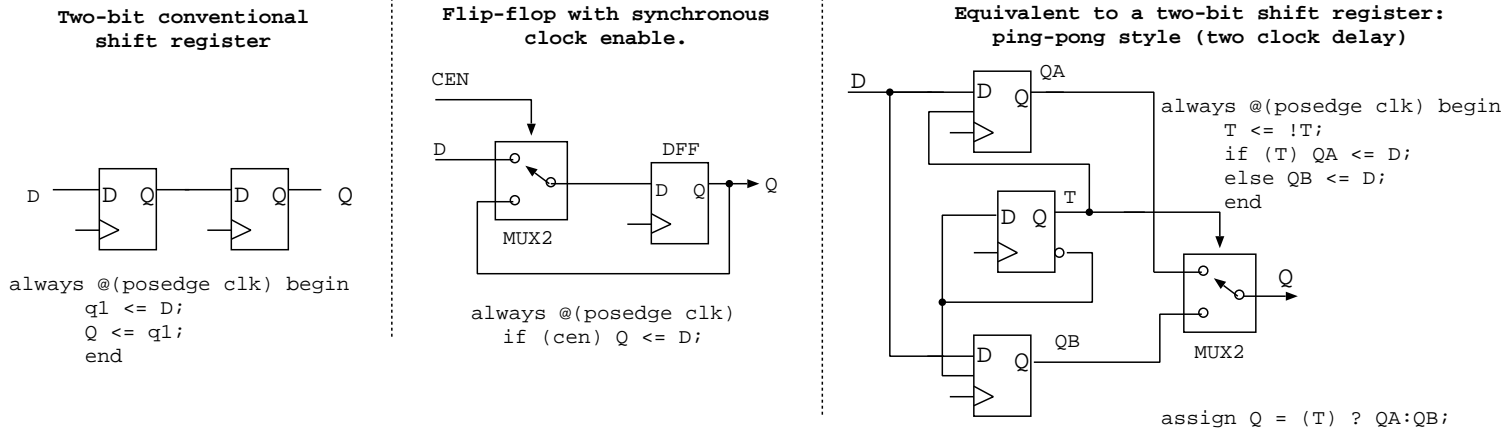 Two-bit conventional
shift register
D
D
Q
D
Q
Q
always @(posedge clk) begin
q1 <= D;
Q <= q1;
end
Flip-flop with synchronous
clock enable.
CEN
D
DFF
D
Q
Q
MUX2
always @(posedge clk)
if (cen) Q <= D;
Equivalent to a two-bit shift register:
ping-pong style (two clock delay)
D
QA
D
Q
always @(posedge clk) begin
T <= !T;
if (T) QA <= D;
else QB <= D;
end
T
D
Q
Q
MUX2
QB
D
Q
assign Q = (T) ? QA:QB;